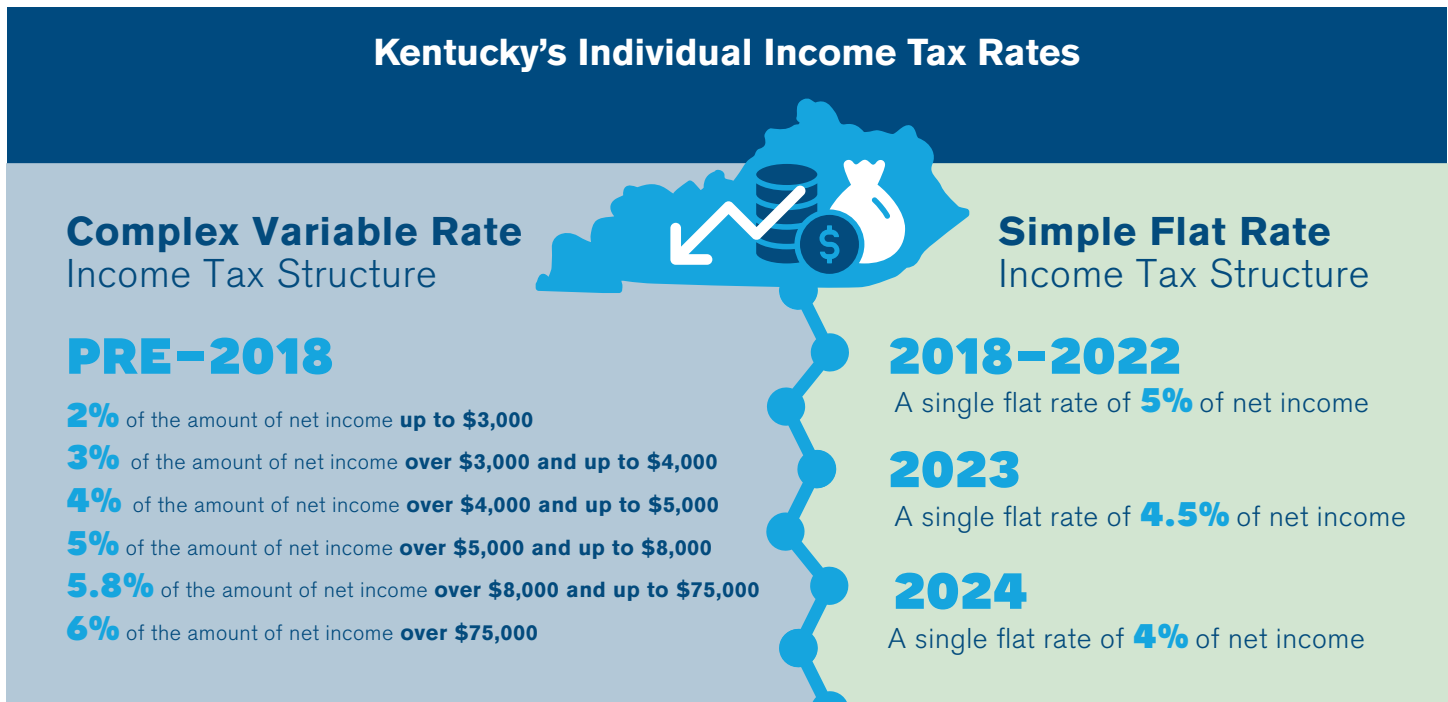 Kentucky’s Individual Income Tax Rates
$
Complex Variable Rate
Income Tax Structure
PRE–2018
2% of the amount of net income up to $3,000
3% of the amount of net income over $3,000 and up to $4,000
4% of the amount of net income over $4,000 and up to $5,000
5% of the amount of net income over $5,000 and up to $8,000
5.8% of the amount of net income over $8,000 and up to $75,000
6% of the amount of net income over $75,000
Simple Flat Rate
Income Tax Structure
2018–2022
A single flat rate of 5% of net income
2023
A single flat rate of 4.5% of net income
2024
A single flat rate of 4% of net income